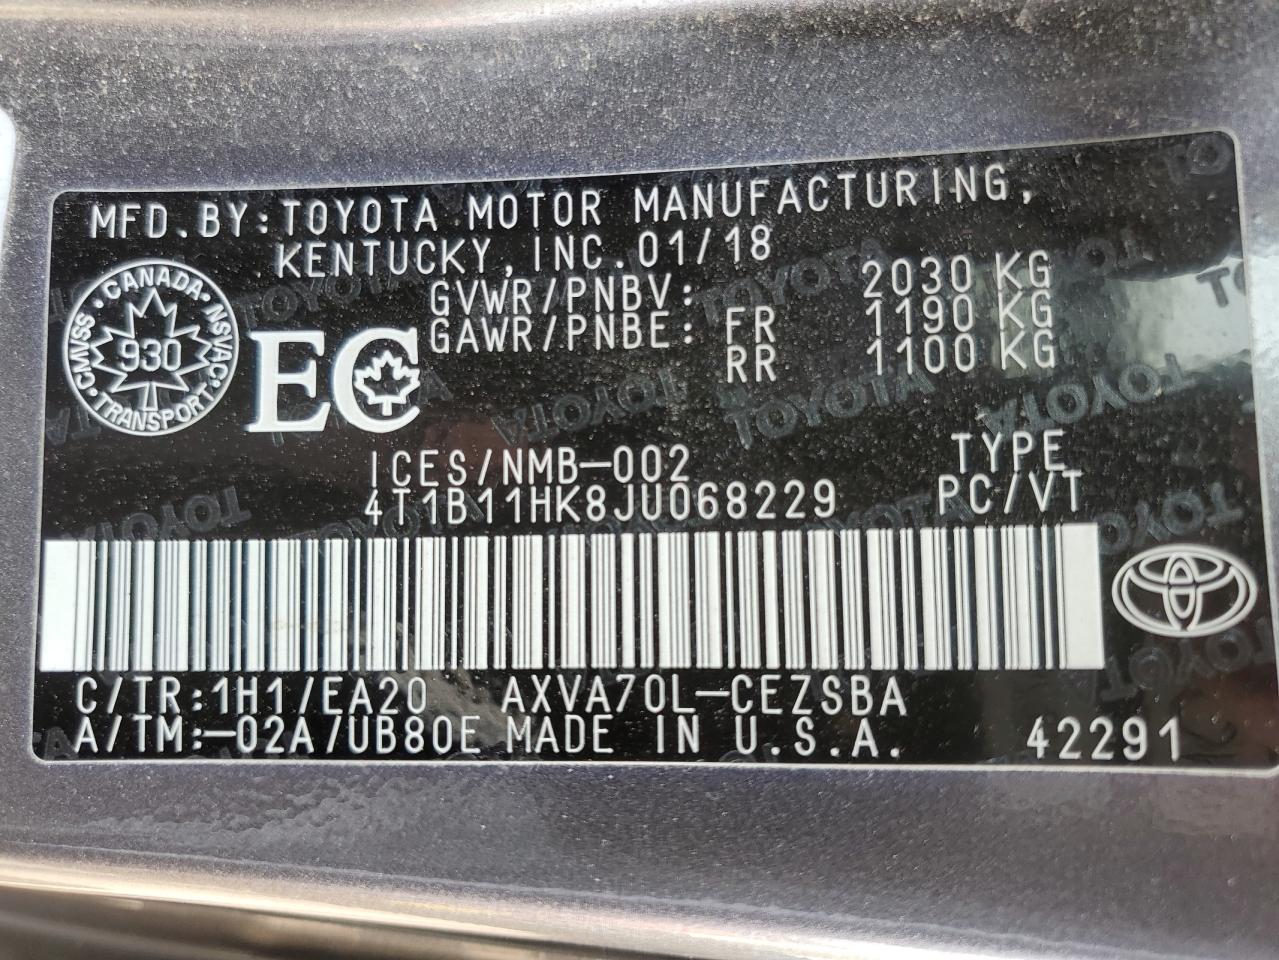 MFD.BY:TOYOTA MOTOR MANUFACTURING,
KENTUCKY,INC.01/18
GVWR/PNBV: 2030 KG
GAWR/PNBE: FR 1190 KG
RR 1100 KG
CANADA
NSVAC
CMVSS
930
TRANSPORT
EC
ICES/NMB-002
TYPE
4T1B11HK8JU068229
PC/VT
C/TR:1H1/EA20 AXVA70L-CEZSBA
A/TM:-02A/UB80E MADE IN U.S.A. 42291